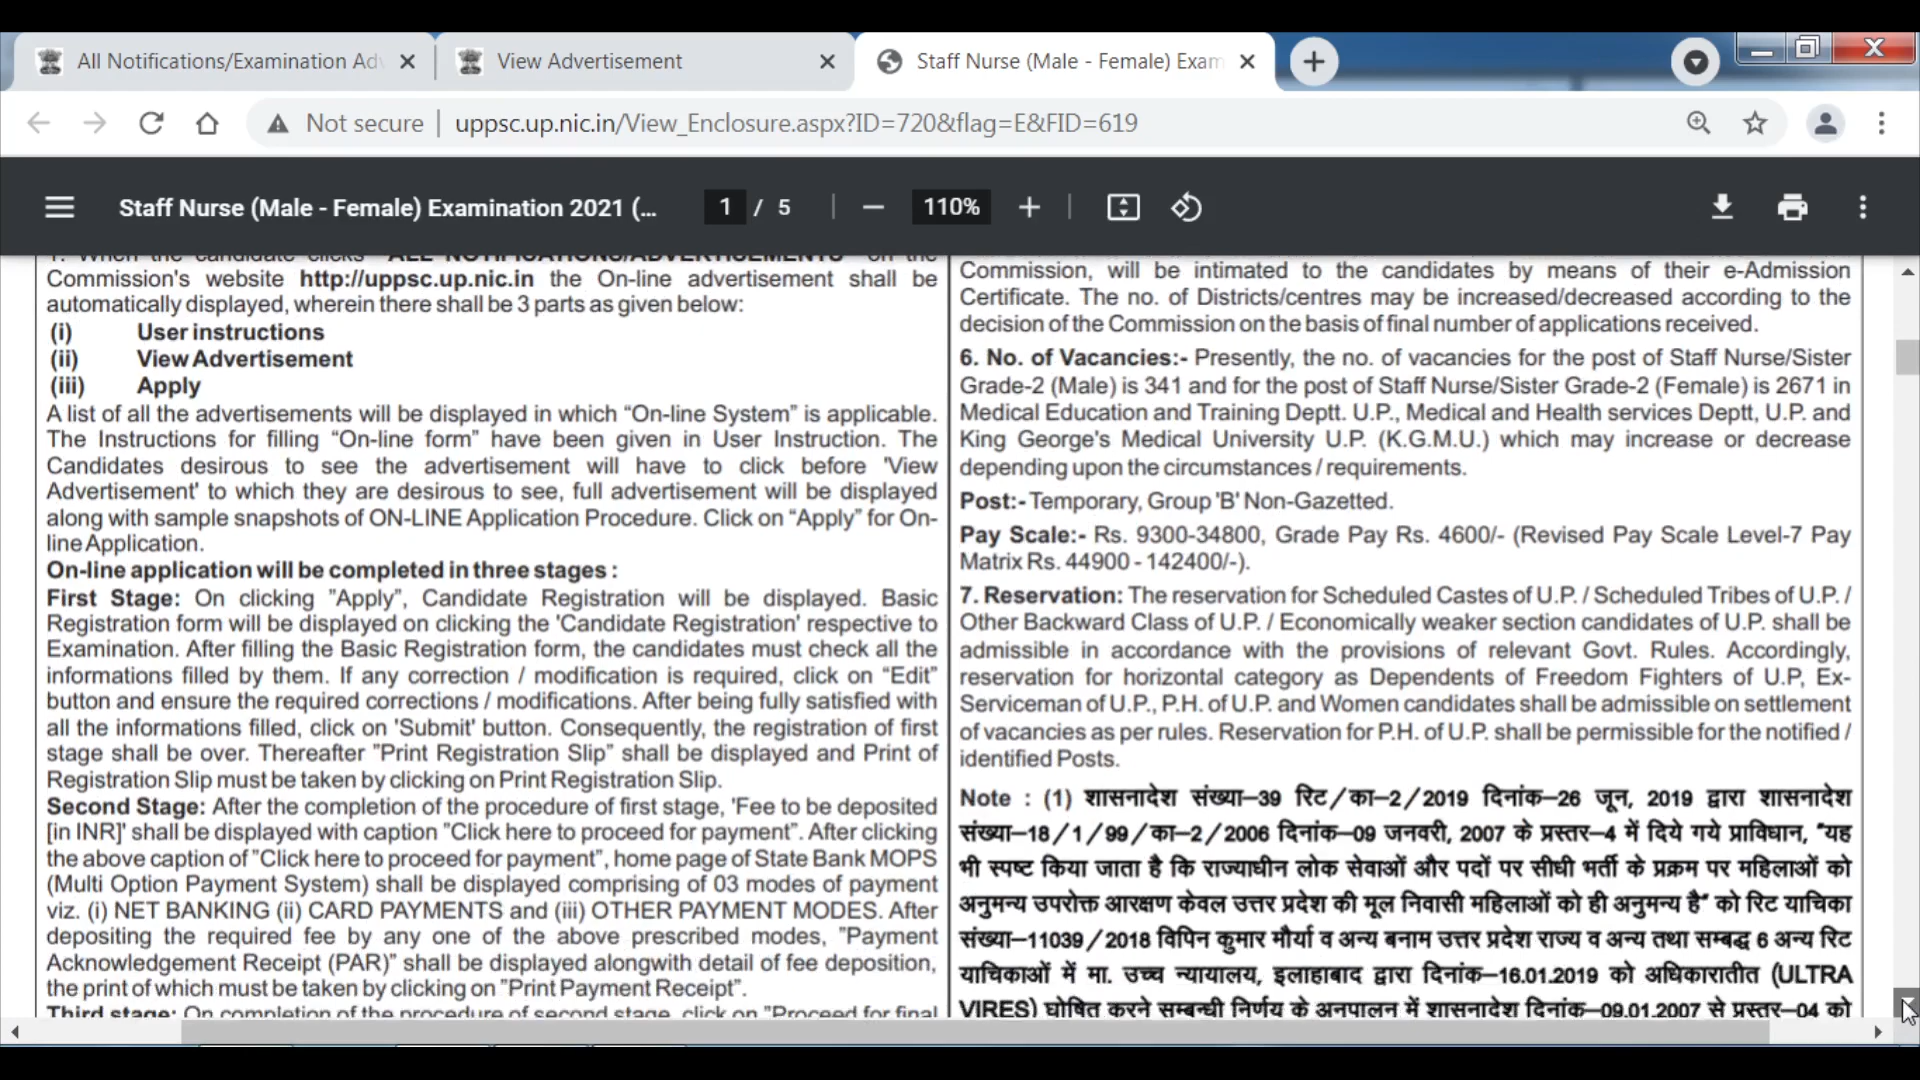 All Notifications/Examination Ad
View Advertisement
Staff Nurse (Male - Female) Exam
Not secure
uppsc.up.nic.in/View_Enclosure.aspx?ID=720&flag=E&FID=619
Staff Nurse (Male - Female) Examination 2021 (...
1 / 5
110%
1. When the candidate clicks "ALL NOTIFICATIONS/ADVERTISEMENTS" on the
Commission's website http://uppsc.up.nic.in the On-line advertisement shall be
automatically displayed, wherein there shall be 3 parts as given below:
(i) User instructions
(ii) View Advertisement
(iii) Apply
A list of all the advertisements will be displayed in which “On-line System” is applicable.
The Instructions for filling “On-line form” have been given in User Instruction. The
Candidates desirous to see the advertisement will have to click before 'View
Advertisement' to which they are desirous to see, full advertisement will be displayed
along with sample snapshots of ON-LINE Application Procedure. Click on “Apply” for On-
line Application.
On-line application will be completed in three stages :
First Stage: On clicking ”Apply”, Candidate Registration will be displayed. Basic
Registration form will be displayed on clicking the 'Candidate Registration' respective to
Examination. After filling the Basic Registration form, the candidates must check all the
informations filled by them. If any correction / modification is required, click on “Edit”
button and ensure the required corrections / modifications. After being fully satisfied with
all the informations filled, click on 'Submit' button. Consequently, the registration of first
stage shall be over. Thereafter ”Print Registration Slip” shall be displayed and Print of
Registration Slip must be taken by clicking on Print Registration Slip.
Second Stage: After the completion of the procedure of first stage, 'Fee to be deposited
[in INR]' shall be displayed with caption ”Click here to proceed for payment”. After clicking
the above caption of ”Click here to proceed for payment”, home page of State Bank MOPS
(Multi Option Payment System) shall be displayed comprising of 03 modes of payment
viz. (i) NET BANKING (ii) CARD PAYMENTS and (iii) OTHER PAYMENT MODES. After
depositing the required fee by any one of the above prescribed modes, ”Payment
Acknowledgement Receipt (PAR)” shall be displayed alongwith detail of fee deposition,
the print of which must be taken by clicking on ”Print Payment Receipt”.
Third stage: On completion of the procedure of second stage, click on ”Proceed for final
Commission, will be intimated to the candidates by means of their e-Admission
Certificate. The no. of Districts/centres may be increased/decreased according to the
decision of the Commission on the basis of final number of applications received.
6. No. of Vacancies:- Presently, the no. of vacancies for the post of Staff Nurse/Sister
Grade-2 (Male) is 341 and for the post of Staff Nurse/Sister Grade-2 (Female) is 2671 in
Medical Education and Training Deptt. U.P., Medical and Health services Deptt, U.P. and
King George's Medical University U.P. (K.G.M.U.) which may increase or decrease
depending upon the circumstances / requirements.
Post:- Temporary, Group 'B' Non-Gazetted.
Pay Scale:- Rs. 9300-34800, Grade Pay Rs. 4600/- (Revised Pay Scale Level-7 Pay
Matrix Rs. 44900 - 142400/-).
7. Reservation: The reservation for Scheduled Castes of U.P. / Scheduled Tribes of U.P. /
Other Backward Class of U.P. / Economically weaker section candidates of U.P. shall be
admissible in accordance with the provisions of relevant Govt. Rules. Accordingly,
reservation for horizontal category as Dependents of Freedom Fighters of U.P, Ex-
Serviceman of U.P., P.H. of U.P. and Women candidates shall be admissible on settlement
of vacancies as per rules. Reservation for P.H. of U.P. shall be permissible for the notified /
identified Posts.
Note : (1) शासनादेश संख्या–39 रिट/का–2/2019 दिनांक–26 जून, 2019 द्वारा शासनादेश
संख्या–18/1/99/का–2/2006 दिनांक–09 जनवरी, 2007 के प्रस्तर–4 में दिये गये प्राविधान, "यह
भी स्पष्ट किया जाता है कि राज्याधीन लोक सेवाओं और पदों पर सीधी भर्ती के प्रक्रम पर महिलाओं को
अनुमन्य उपरोक्त आरक्षण केवल उत्तर प्रदेश की मूल निवासी महिलाओं को ही अनुमन्य है" को रिट याचिका
संख्या–11039/2018 विपिन कुमार मौर्या व अन्य बनाम उत्तर प्रदेश राज्य व अन्य तथा सम्बद्ध 6 अन्य रिट
याचिकाओं में मा. उच्च न्यायालय, इलाहाबाद द्वारा दिनांक–16.01.2019 को अधिकारातीत (ULTRA
VIRES) घोषित करने सम्बन्धी निर्णय के अनुपालन में शासनादेश दिनांक–09.01.2007 से प्रस्तर–04 को